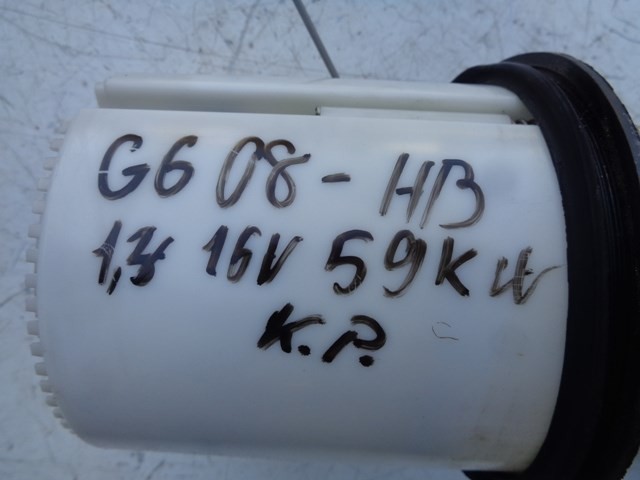 G6 08 - HB
1,3 16V 59KW
K.P.